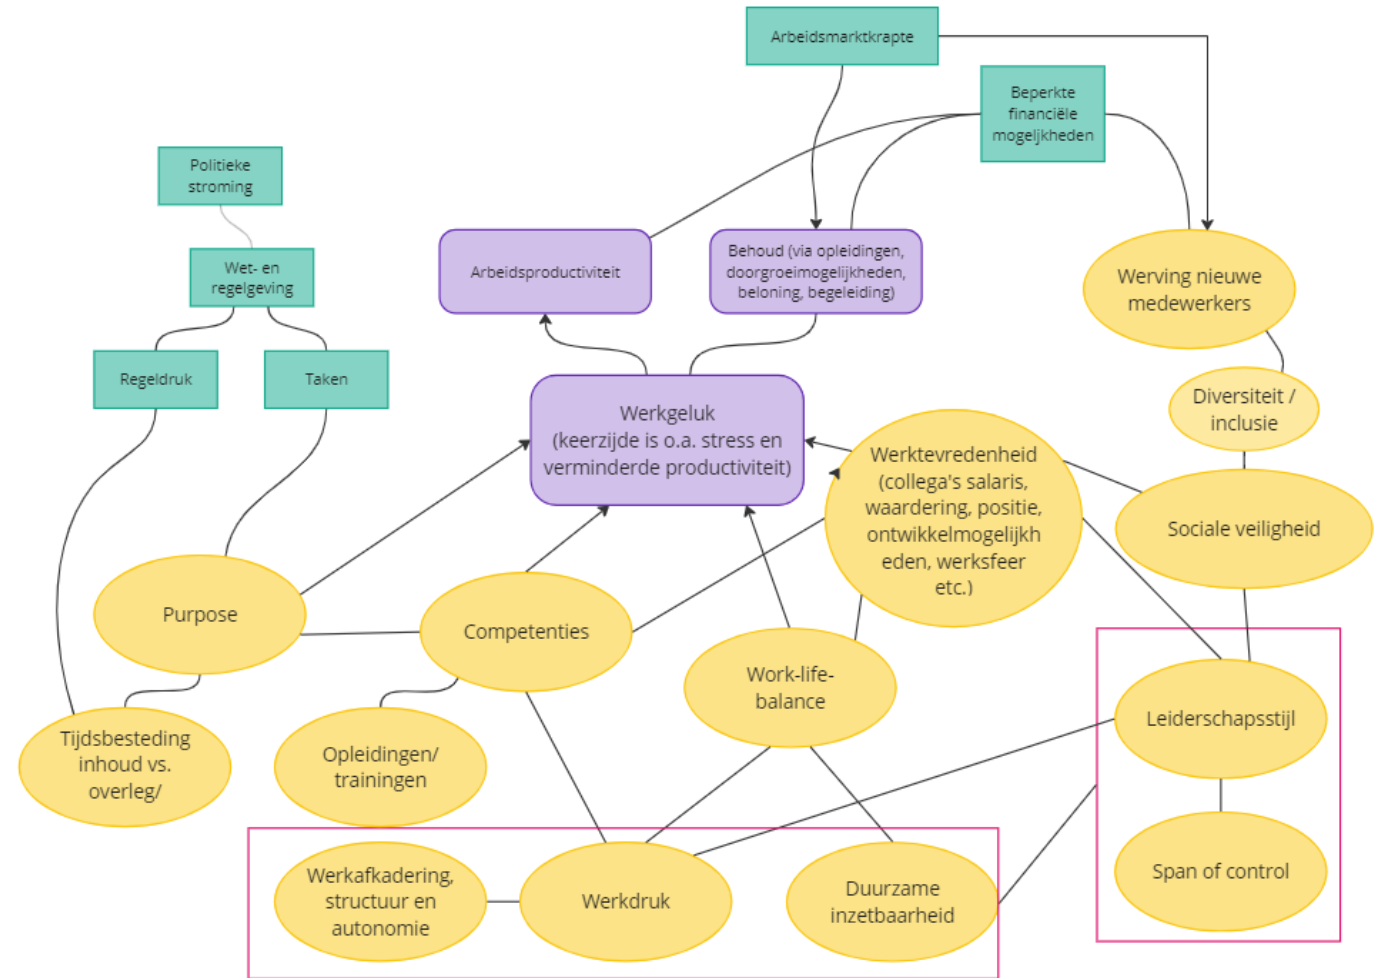 Arbeidsmarktkrapte
Beperkte
financiële
mogeljkheden
Politieke
stroming
Wet- en
regelgeving
Regeldruk
Taken
Arbeidsproductiviteit
Behoud (via opleidingen,
doorgroeimogelijkheden,
beloning, begeleiding)
Werving nieuwe
medewerkers
Diversiteit /
inclusie
Werkgeluk
(keerzijde is o.a. stress en
verminderde productiviteit)
Werktevredenheid
(collega's salaris,
waardering, positie,
ontwikkelmogelijkh
eden, werksfeer
etc.)
Sociale veiligheid
Purpose
Competenties
Work-life-
balance
Leiderschapsstijl
Tijdsbesteding
inhoud vs.
overleg/
Opleidingen/
trainingen
Werkafkadering,
structuur en
autonomie
Werkdruk
Duurzame
inzetbaarheid
Span of control